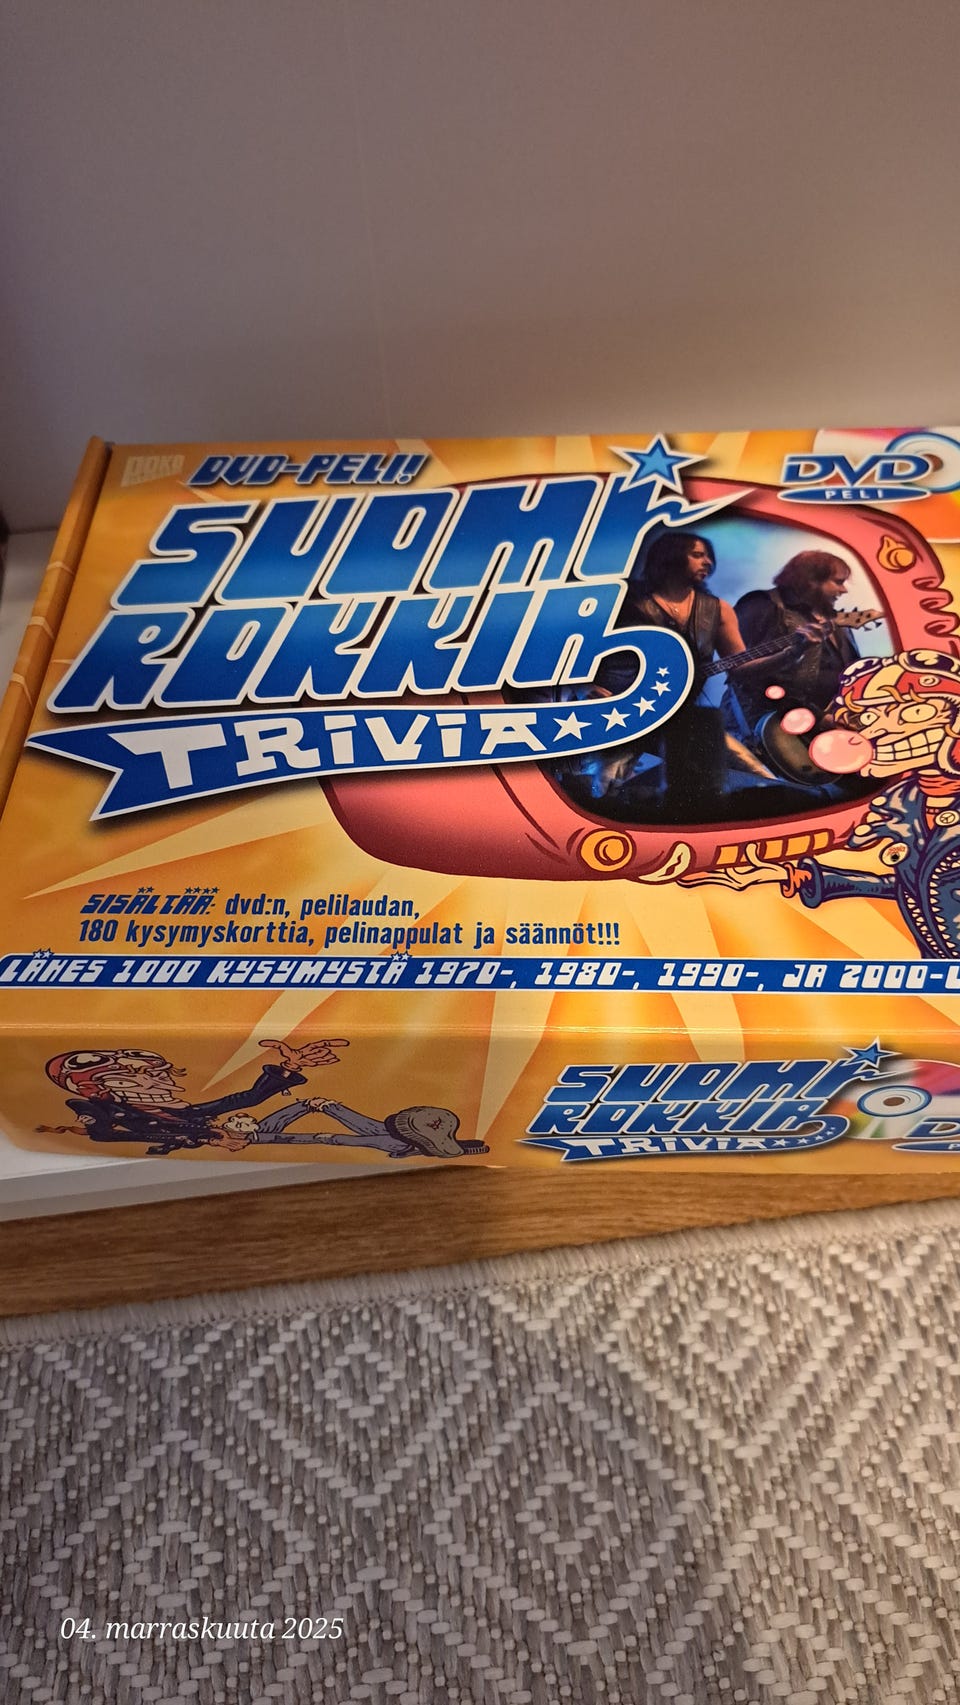 POKO
DVD-PELI!
DVD
PELI
SUOMI
ROKKIA
TRIVIA
SISÄLTÄÄ: dvd:n, pelilaudan,
180 kysymyskorttia, pelinappulat ja säännöt!!!
LÄHES 1000 KYSYMYSTÄ 1970-, 1980-, 1990-, JA 2000-L
SUOMI
ROKKIA
TRIVIA
04. marraskuuta 2025